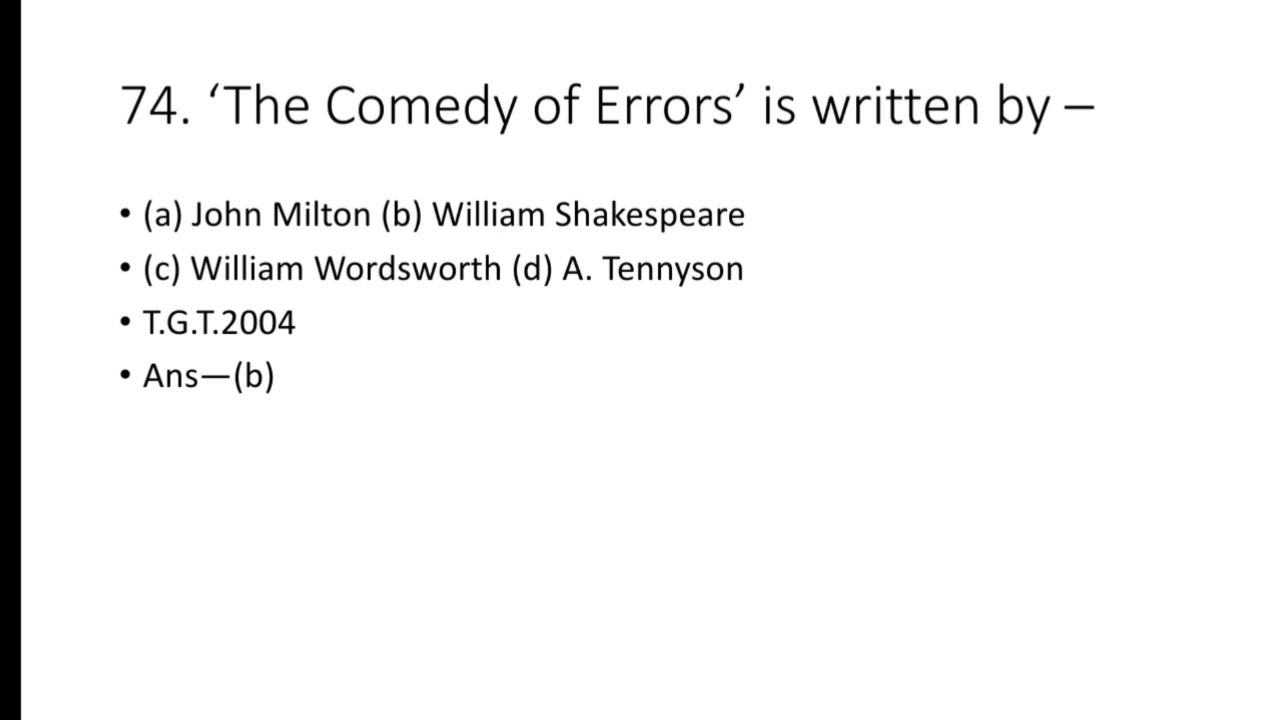 74. ‘The Comedy of Errors’ is written by –
• (a) John Milton (b) William Shakespeare
• (c) William Wordsworth (d) A. Tennyson
• T.G.T.2004
• Ans—(b)